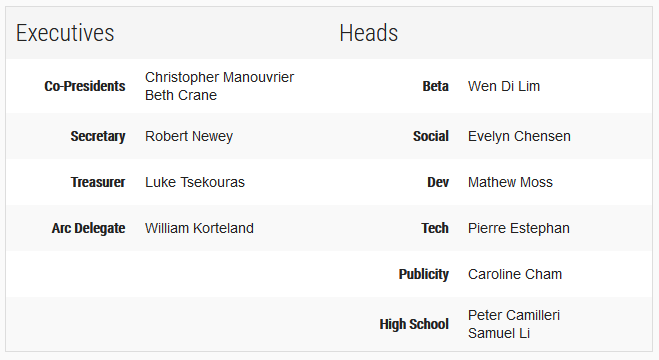 Executives
Co-Presidents Christopher Manouvrier
Beth Crane
Secretary Robert Newey
Treasurer Luke Tsekouras
Arc Delegate William Korteland
Heads
Beta Wen Di Lim
Social Evelyn Chensen
Dev Mathew Moss
Tech Pierre Estephan
Publicity Caroline Cham
High School Peter Camilleri
Samuel Li